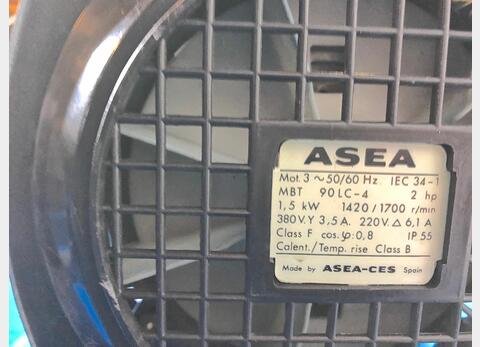 ASEA
Mot. 3 ~ 50/60 Hz. IEC 34-1
MBT 90 LC-4 2 hp
1,5 kW 1420/1700 r/min
380V.Y 3,5 A. 220V.Δ 6,1 A
Class F cos.φ:0,8 IP 55
Calent./Temp. rise Class B
Made by ASEA-CES Spain